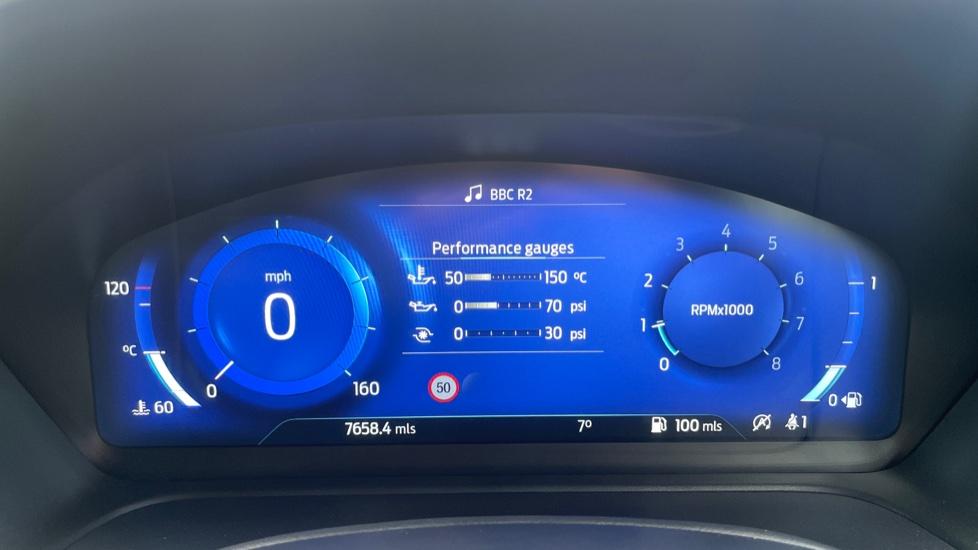 BBC R2
Performance gauges
50 150 ºC
0 70 psi
0 30 psi
120
ºC
60
mph
0
0 160
50
0 1 2 3 4 5 6 7 8
RPMx1000
1
0
7658.4 mls 7º 100 mls 1